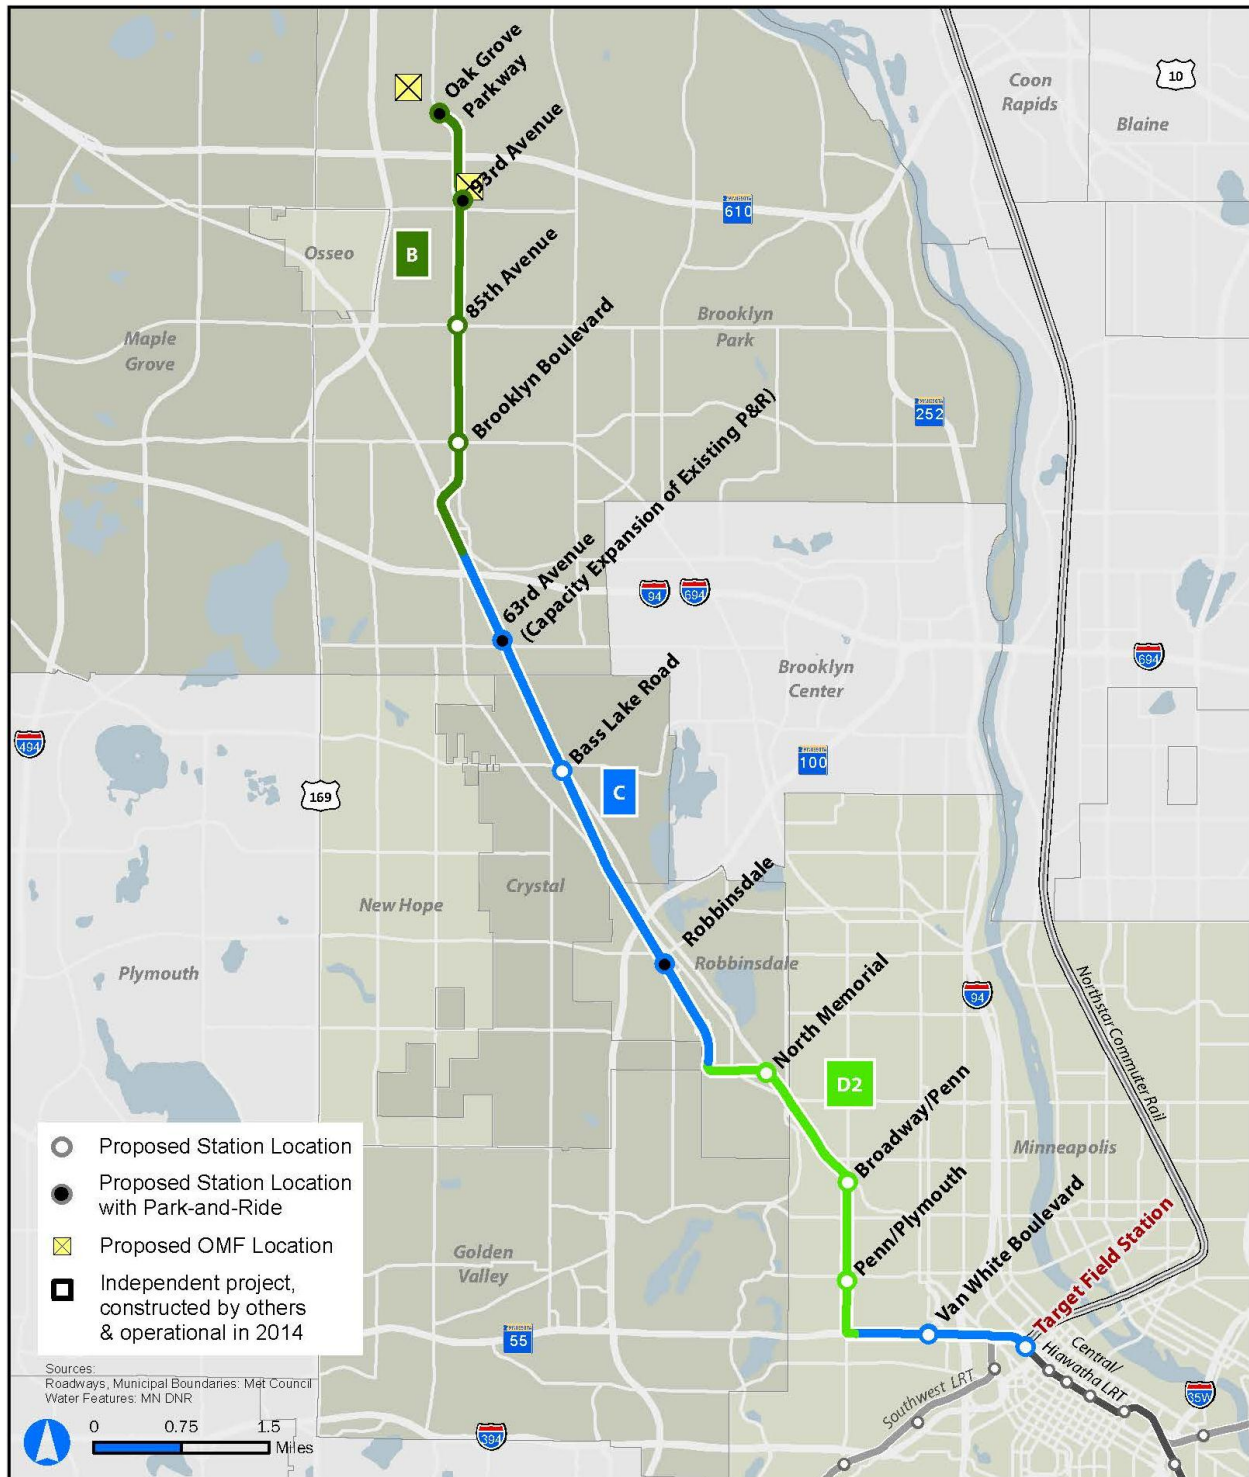 Oak Grove
Parkway
10
Coon
Rapids
Blaine
93rd Avenue
610
Osseo
B
85th Avenue
Brooklyn
Park
Maple
Grove
Brooklyn Boulevard
252
63rd Avenue
(Capacity Expansion of Existing P&R)
94
694
Brooklyn
Center
694
494
Bass Lake Road
100
169
C
Crystal
New Hope
Robbinsdale
Robbinsdale
Plymouth
North Memorial
94
Northstar Commuter Rail
D2
Broadway/Penn
Minneapolis
Penn/Plymouth
Van White Boulevard
Target Field Station
Golden
Valley
55
Central/
Hiawatha LRT
Southwest LRT
35W
394
Proposed Station Location
Proposed Station Location
with Park-and-Ride
Proposed OMF Location
Independent project,
constructed by others
& operational in 2014
Sources:
Roadways, Municipal Boundaries: Met Council
Water Features: MN DNR
0 0.75 1.5
Miles